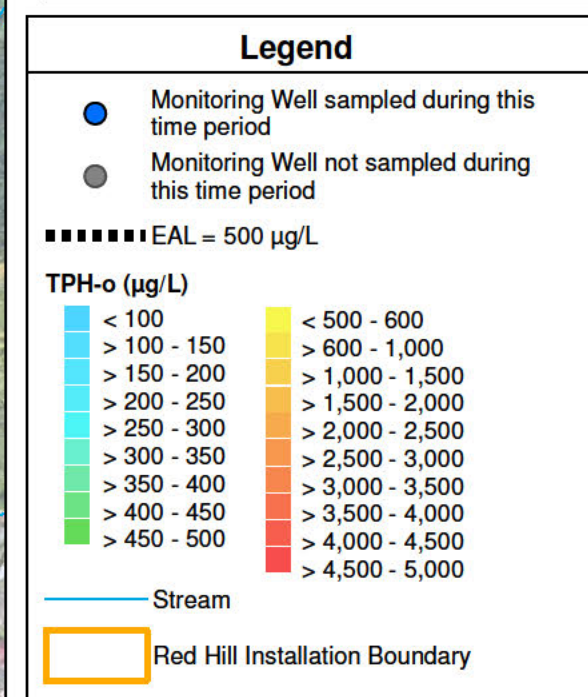 Legend
Monitoring Well sampled during this
time period
Monitoring Well not sampled during
this time period
EAL = 500 µg/L
TPH-o (µg/L)
< 100
> 100 - 150
> 150 - 200
> 200 - 250
> 250 - 300
> 300 - 350
> 350 - 400
> 400 - 450
> 450 - 500
< 500 - 600
> 600 - 1,000
> 1,000 - 1,500
> 1,500 - 2,000
> 2,000 - 2,500
> 2,500 - 3,000
> 3,000 - 3,500
> 3,500 - 4,000
> 4,000 - 4,500
> 4,500 - 5,000
Stream
Red Hill Installation Boundary